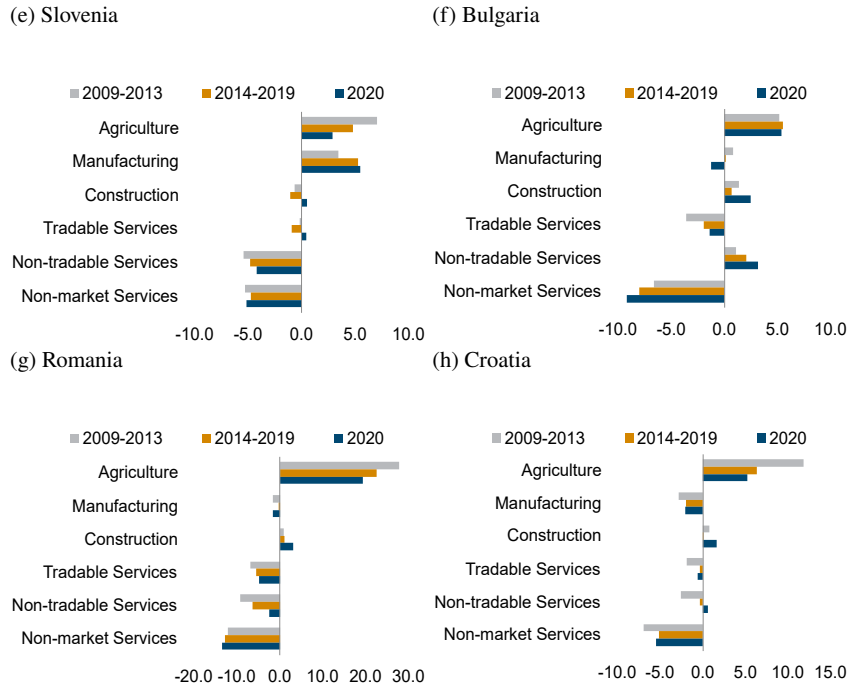 (e) Slovenia
2009-2013 2014-2019 2020
Agriculture
Manufacturing
Construction
Tradable Services
Non-tradable Services
Non-market Services
-10.0 -5.0 0.0 5.0 10.0
(f) Bulgaria
2009-2013 2014-2019 2020
Agriculture
Manufacturing
Construction
Tradable Services
Non-tradable Services
Non-market Services
-10.0 -5.0 0.0 5.0 10.0
(g) Romania
2009-2013 2014-2019 2020
Agriculture
Manufacturing
Construction
Tradable Services
Non-tradable Services
Non-market Services
-20.0 -10.0 0.0 10.0 20.0 30.0
(h) Croatia
2009-2013 2014-2019 2020
Agriculture
Manufacturing
Construction
Tradable Services
Non-tradable Services
Non-market Services
-10.0 -5.0 0.0 5.0 10.0 15.0